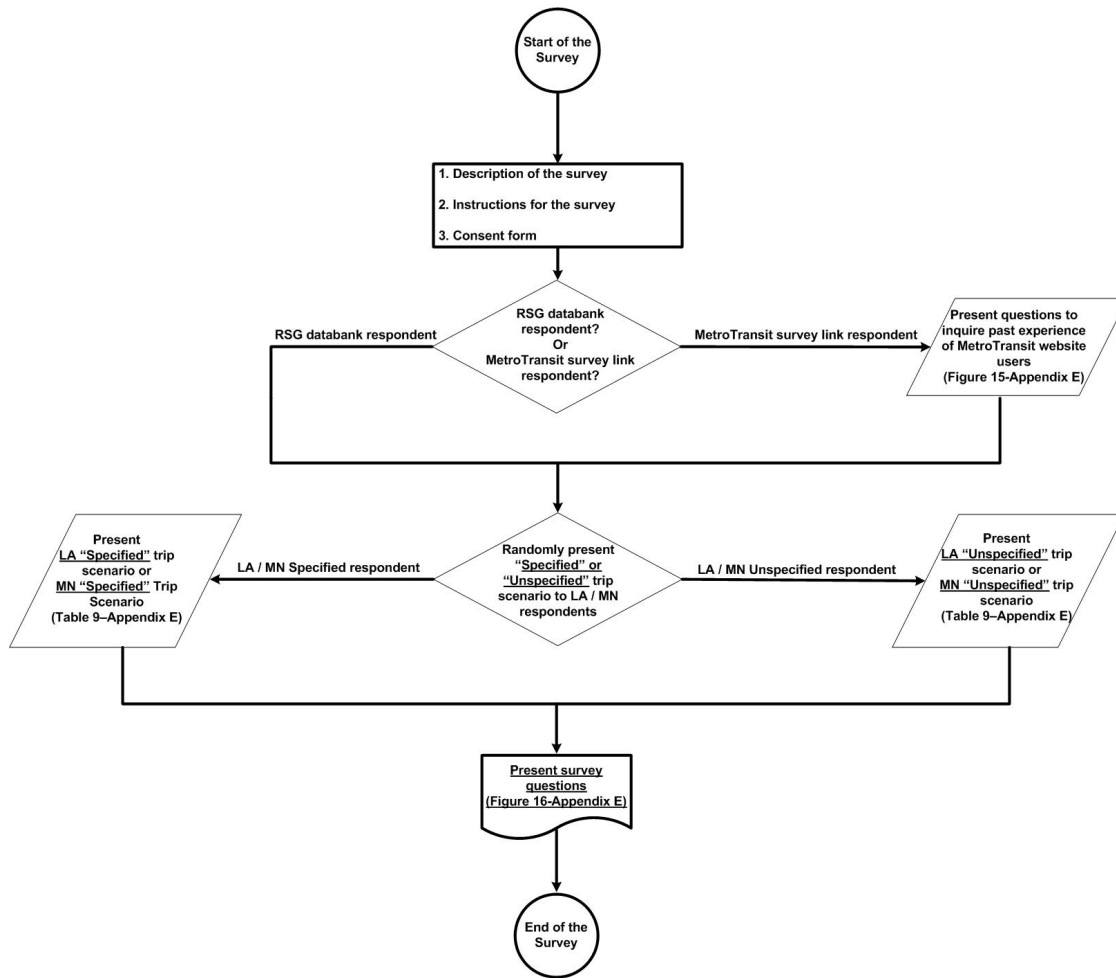 Start of the
Survey
1. Description of the survey
2. Instructions for the survey
3. Consent form
RSG databank respondent
RSG databank
respondent?
Or
MetroTransit survey link
respondent?
MetroTransit survey link respondent
Present questions to
inquire past experience
of MetroTransit website
users
(Figure 15-Appendix E)
Present
LA “Specified” trip
scenario or
MN “Specified” Trip
Scenario
(Table 9–Appendix E)
LA / MN Specified respondent
Randomly present
“Specified” or
“Unspecified” trip
scenario to LA / MN
respondents
LA / MN Unspecified respondent
Present
LA “Unspecified” trip
scenario or
MN “Unspecified” trip
scenario
(Table 9–Appendix E)
Present survey
questions
(Figure 16-Appendix E)
End of the
Survey